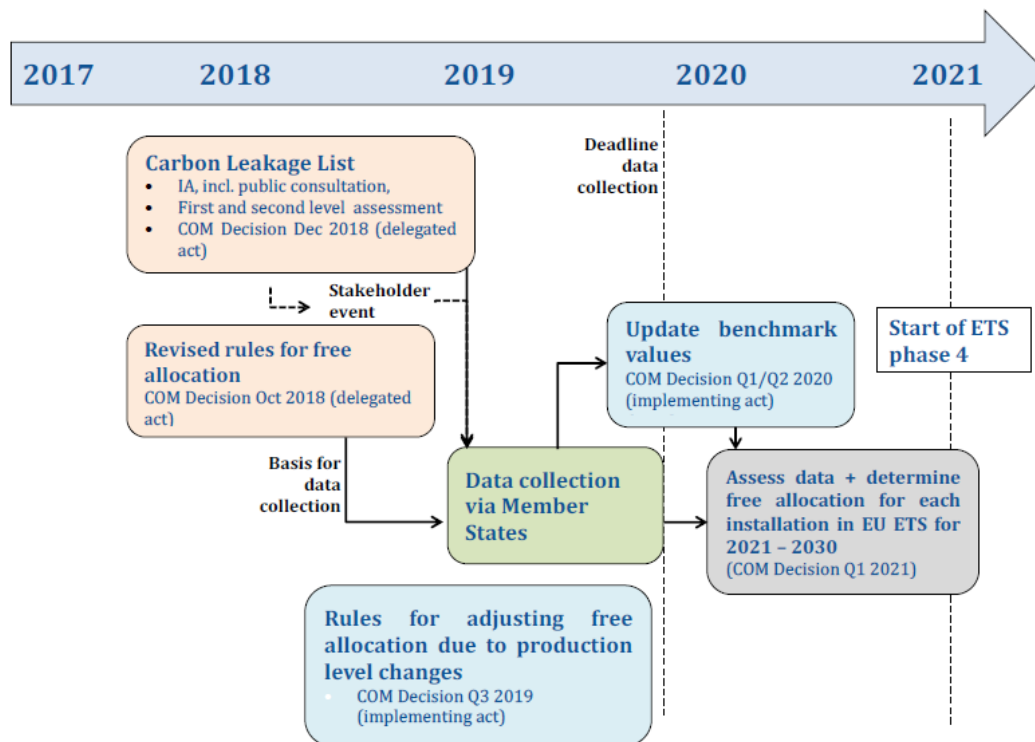 2017 2018 2019 2020 2021
Deadline
data
collection
Carbon Leakage List
• IA, incl. public consultation,
• First and second level assessment
• COM Decision Dec 2018 (delegated
act)
Stakeholder
event
Revised rules for free
allocation
COM Decision Oct 2018 (delegated
act)
Update benchmark
values
COM Decision Q1/Q2 2020
(implementing act)
Start of ETS
phase 4
Basis for
data
collection
Data collection
via Member
States
Assess data + determine
free allocation for each
installation in EU ETS for
2021 – 2030
(COM Decision Q1 2021)
Rules for adjusting free
allocation due to production
level changes
COM Decision Q3 2019
(implementing act)